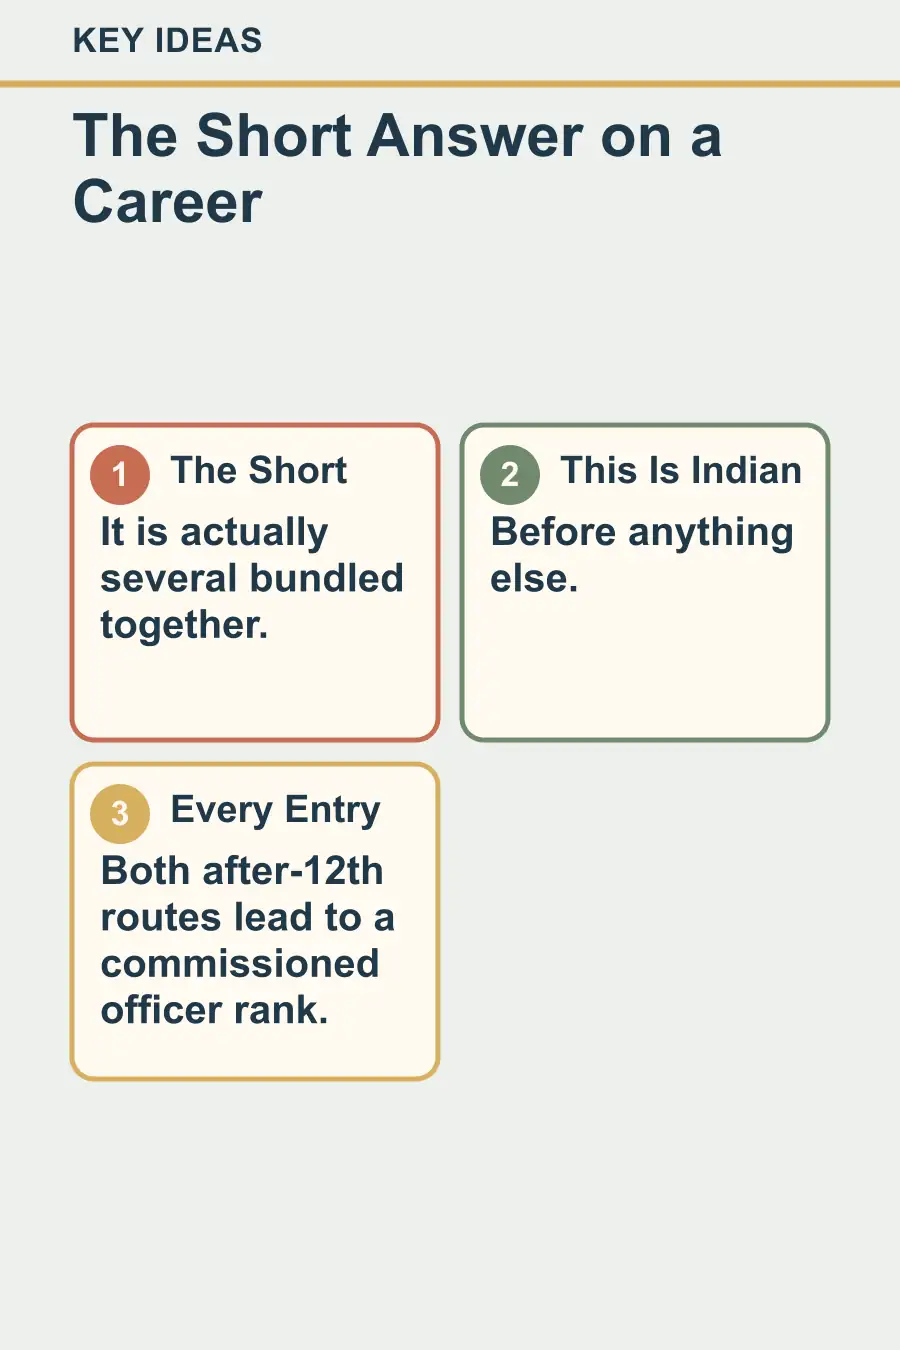 KEY IDEAS
The Short Answer on a
Career
1 The Short
It is actually
several bundled
together.
2 This Is Indian
Before anything
else.
3 Every Entry
Both after-12th
routes lead to a
commissioned
officer rank.